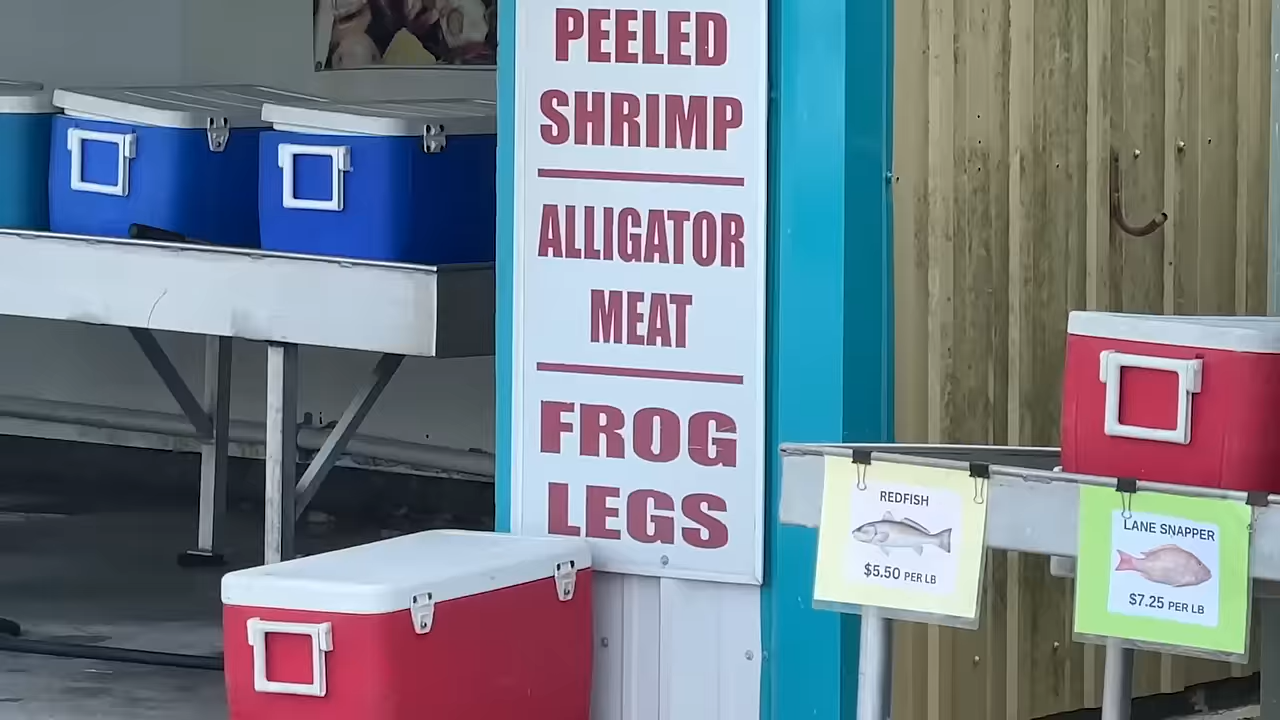 PEELED
SHRIMP
ALLIGATOR
MEAT
FROG
LEGS
REDFISH
$5.50 PER LB
LANE SNAPPER
$7.25 PER LB